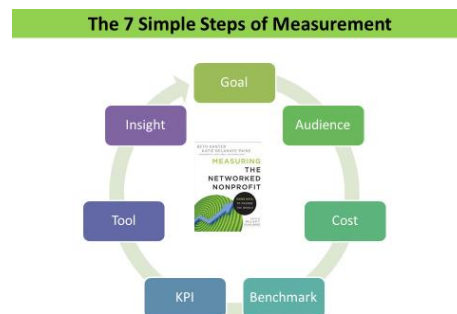 The 7 Simple Steps of Measurement
Goal
Audience
Cost
Benchmark
KPI
Tool
Insight
MEASURING
THE
NETWORKED
NONPROFIT